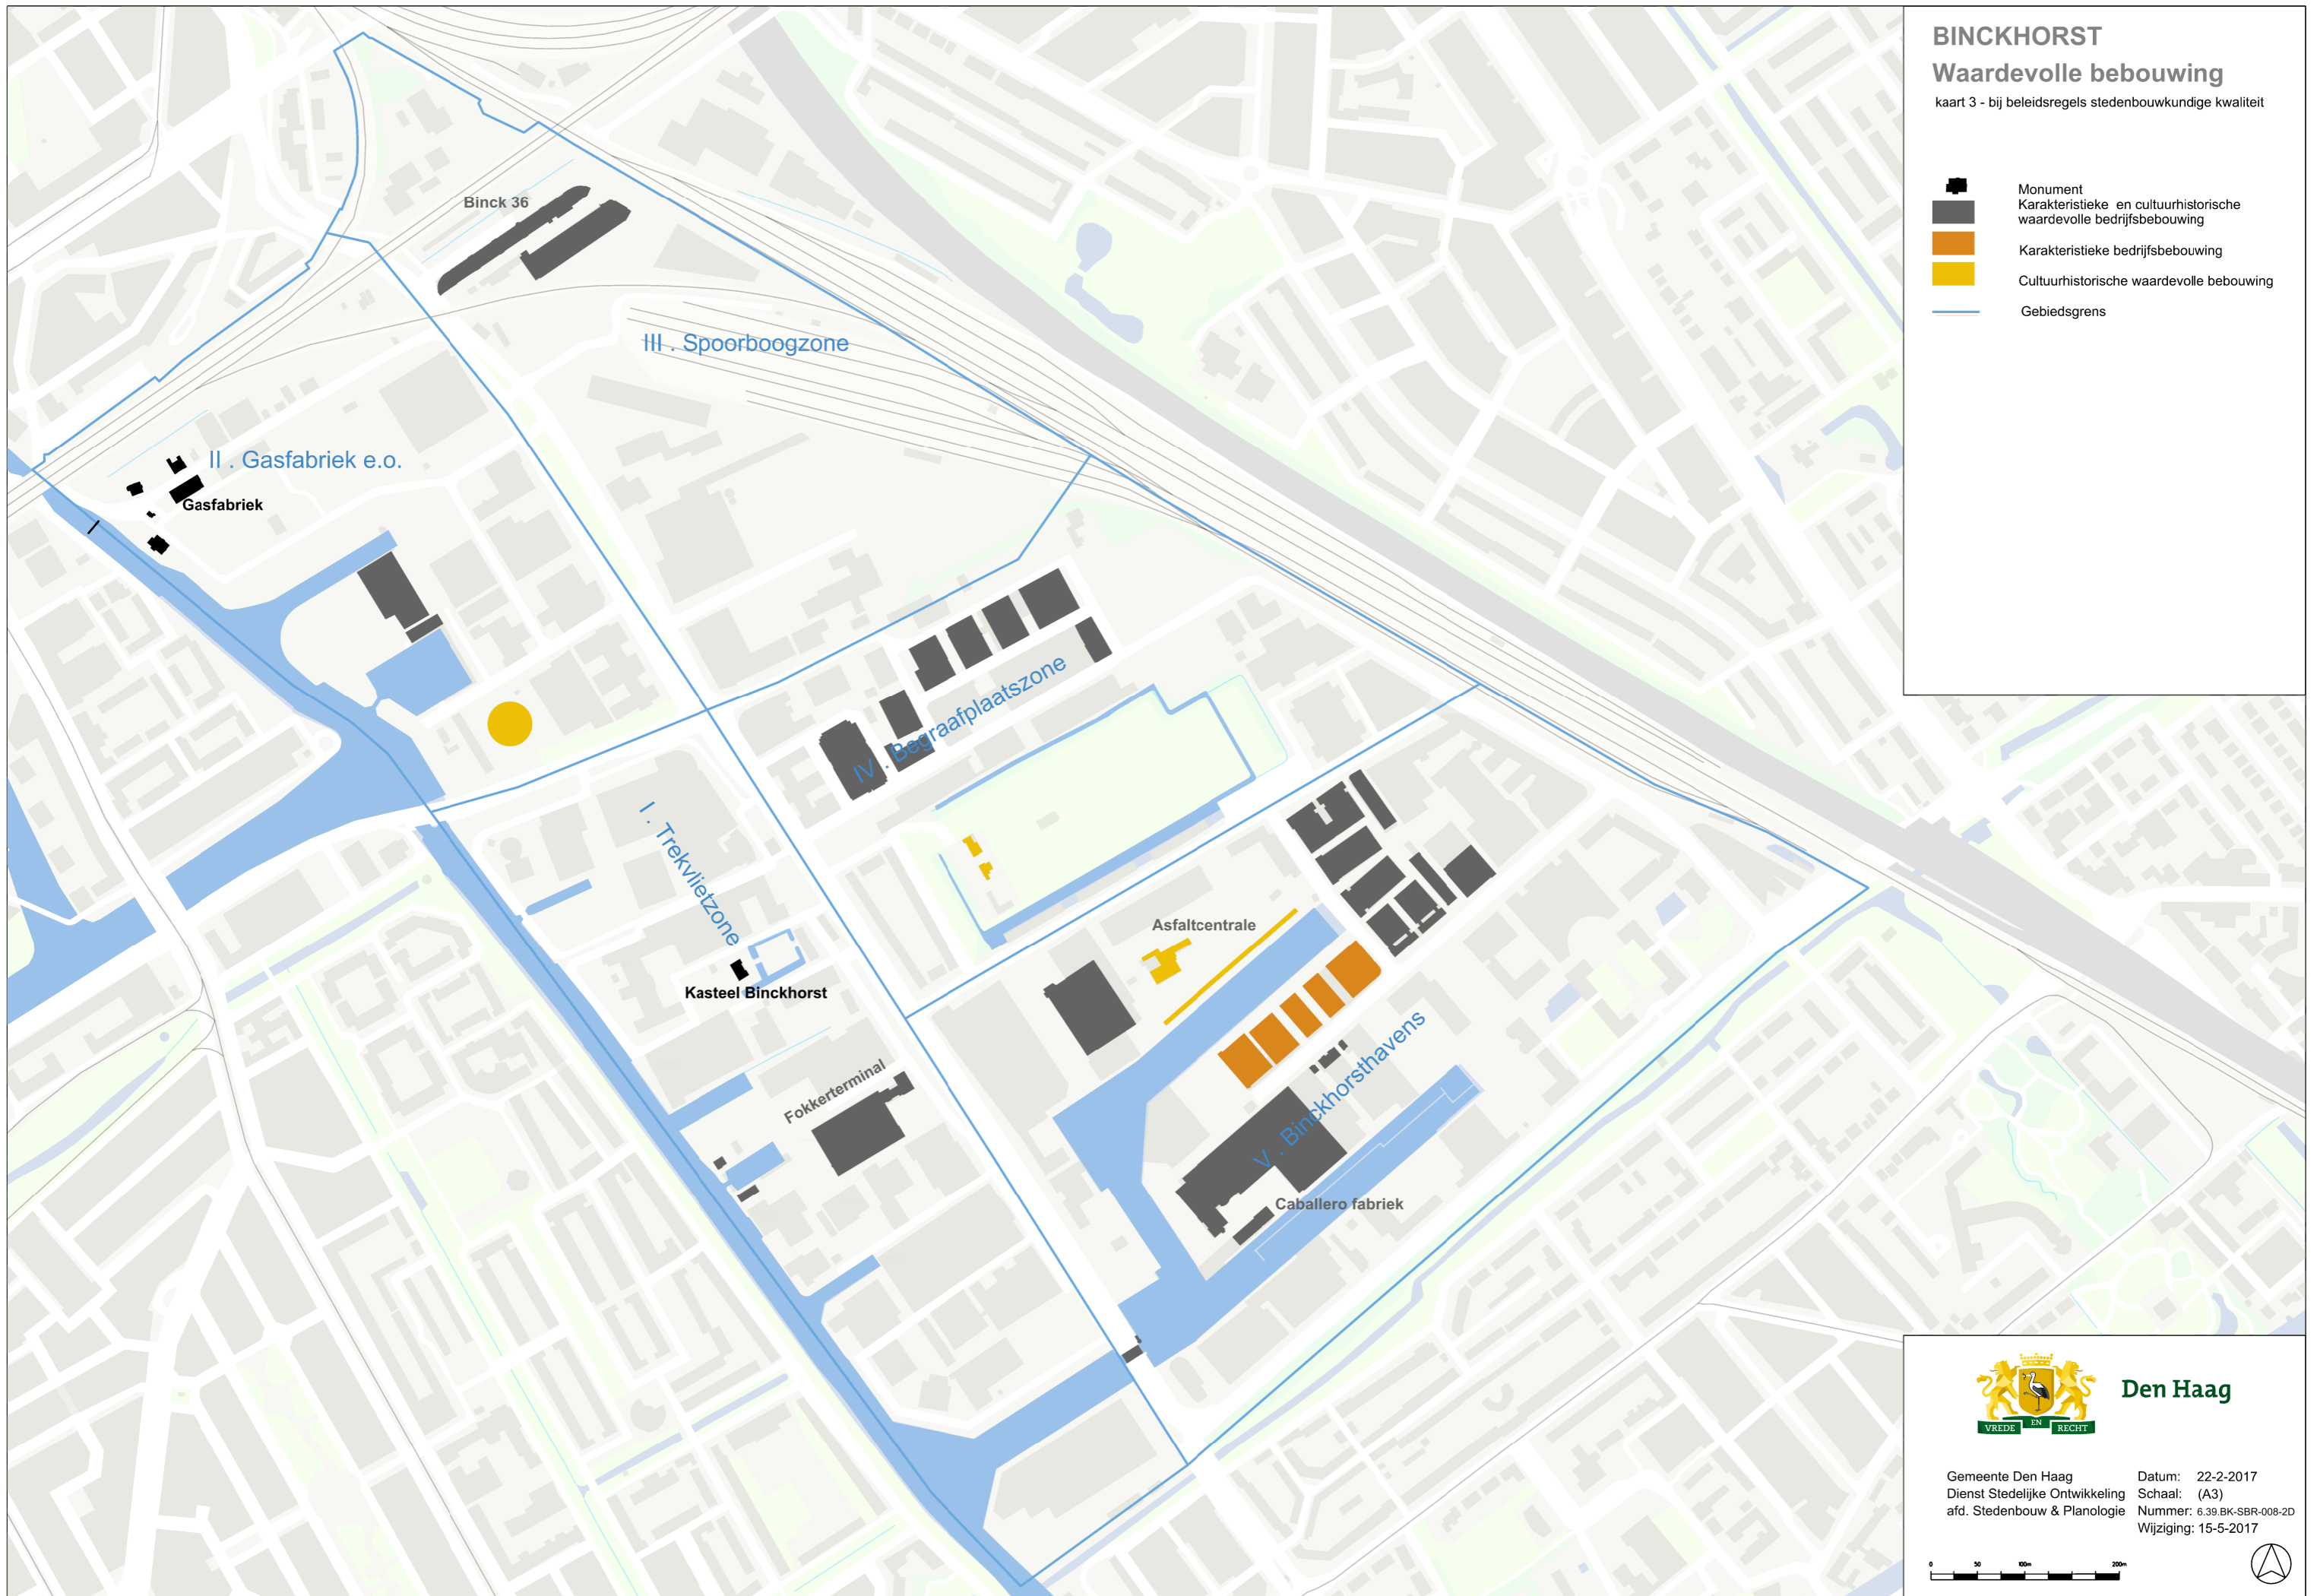 BINCKHORST
Waardevolle bebouwing
kaart 3 - bij beleidsregels stedenbouwkundige kwaliteit
Monument
Karakteristieke en cultuurhistorische
waardevolle bedrijfsbebouwing
Karakteristieke bedrijfsbebouwing
Cultuurhistorische waardevolle bebouwing
Gebiedsgrens
Binck 36
III . Spoorboogzone
II . Gasfabriek e.o.
Gasfabriek
IV . Begraafplaatszone
I . Trekvlietzone
Asfaltcentrale
Kasteel Binckhorst
Fokkerterminal
V . Binckhorsthavens
Caballero fabriek
VREDE EN RECHT
Den Haag
Gemeente Den Haag
Dienst Stedelijke Ontwikkeling
afd. Stedenbouw & Planologie
Datum: 22-2-2017
Schaal: (A3)
Nummer: 6.39.BK-SBR-008-2D
Wijziging: 15-5-2017
0 50 100m 200m